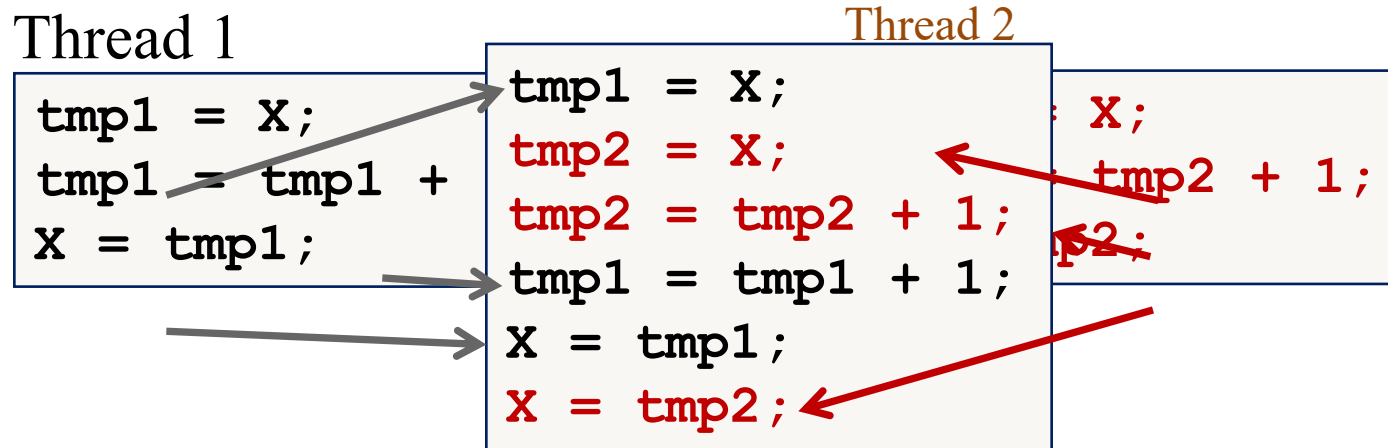 Thread 1
tmp1 = X;
tmp1 = tmp1 +
X = tmp1;
tmp1 = X;
tmp2 = X;
tmp2 = tmp2 + 1;
tmp1 = tmp1 + 1;
X = tmp1;
X = tmp2;
Thread 2
X;
tmp2 + 1;
p2;